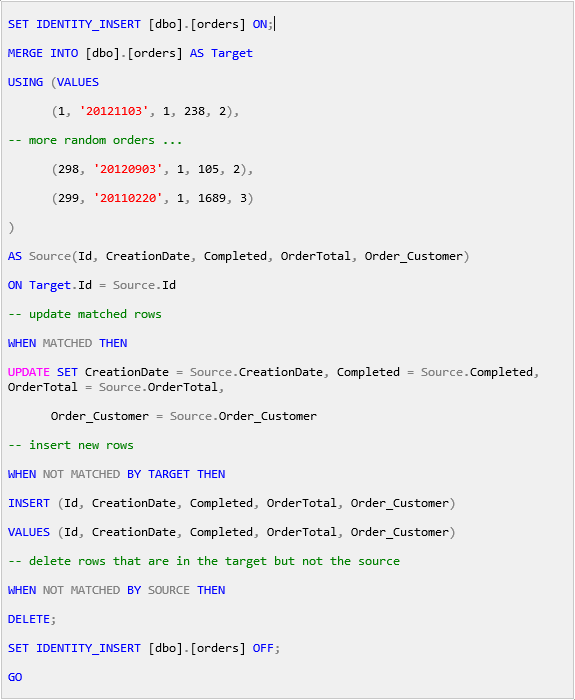 SET IDENTITY_INSERT [dbo].[orders] ON;
MERGE INTO [dbo].[orders] AS Target
USING (VALUES
(1, '20121103', 1, 238, 2),
-- more random orders ...
(298, '20120903', 1, 105, 2),
(299, '20110220', 1, 1689, 3)
)
AS Source(Id, CreationDate, Completed, OrderTotal, Order_Customer)
ON Target.Id = Source.Id
-- update matched rows
WHEN MATCHED THEN
UPDATE SET CreationDate = Source.CreationDate, Completed = Source.Completed,
OrderTotal = Source.OrderTotal,
Order_Customer = Source.Order_Customer
-- insert new rows
WHEN NOT MATCHED BY TARGET THEN
INSERT (Id, CreationDate, Completed, OrderTotal, Order_Customer)
VALUES (Id, CreationDate, Completed, OrderTotal, Order_Customer)
-- delete rows that are in the target but not the source
WHEN NOT MATCHED BY SOURCE THEN
DELETE;
SET IDENTITY_INSERT [dbo].[orders] OFF;
GO